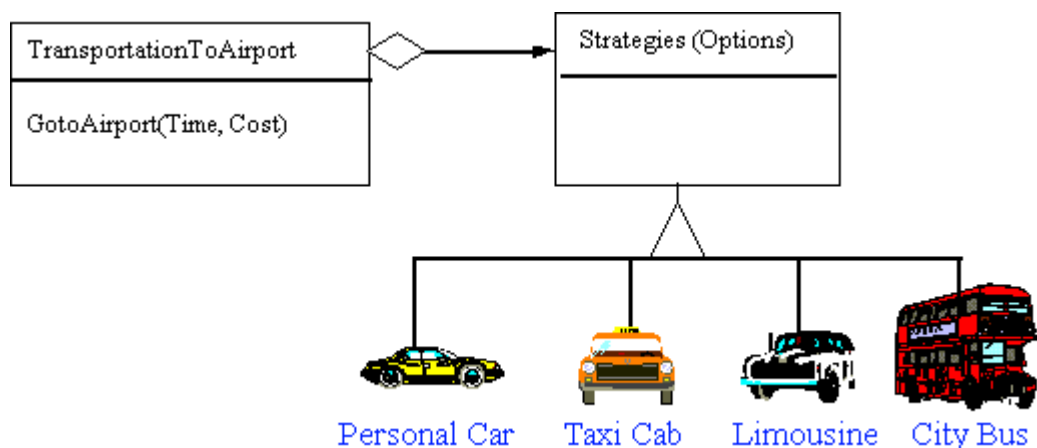 TransportationToAirport
GotoAirport(Time, Cost)
Strategies (Options)
Personal Car
Taxi Cab
Limousine
City Bus